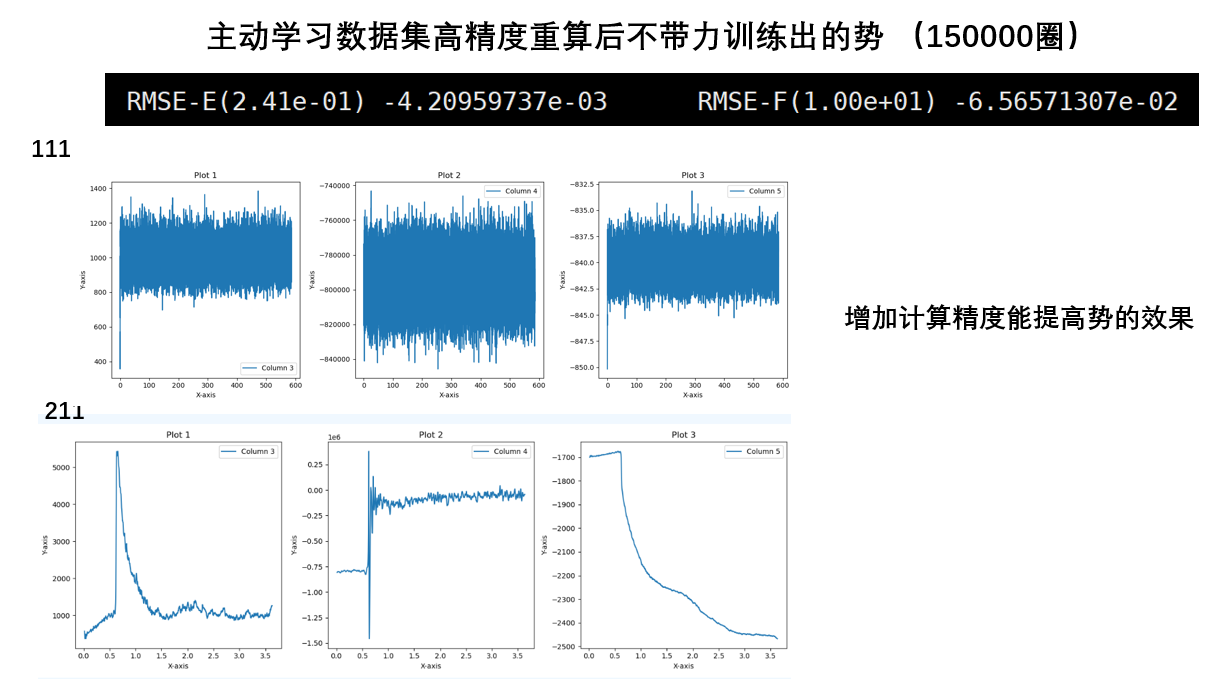 主动学习数据集高精度重算后不带力训练出的势 （150000圈）
RMSE-E(2.41e-01) -4.20959737e-03 RMSE-F(1.00e+01) -6.56571307e-02
111
Plot 1
1400
1200
1000
800
600
400
Y-axis
Column 3
0 100 200 300 400 500 600
X-axis
Plot 2
−740000
−760000
−780000
−800000
−820000
−840000
Y-axis
Column 4
0 100 200 300 400 500 600
X-axis
Plot 3
−832.5
−835.0
−837.5
−840.0
−842.5
−845.0
−847.5
−850.0
Y-axis
Column 5
0 100 200 300 400 500 600
X-axis
增加计算精度能提高势的效果
211
Plot 1
5000
4000
3000
2000
1000
Y-axis
Column 3
0.0 0.5 1.0 1.5 2.0 2.5 3.0 3.5
X-axis
Plot 2
1e6
0.25
0.00
−0.25
−0.50
−0.75
−1.00
−1.25
−1.50
Y-axis
Column 4
0.0 0.5 1.0 1.5 2.0 2.5 3.0 3.5
X-axis
Plot 3
−1700
−1800
−1900
−2000
−2100
−2200
−2300
−2400
−2500
Y-axis
Column 5
0.0 0.5 1.0 1.5 2.0 2.5 3.0 3.5
X-axis